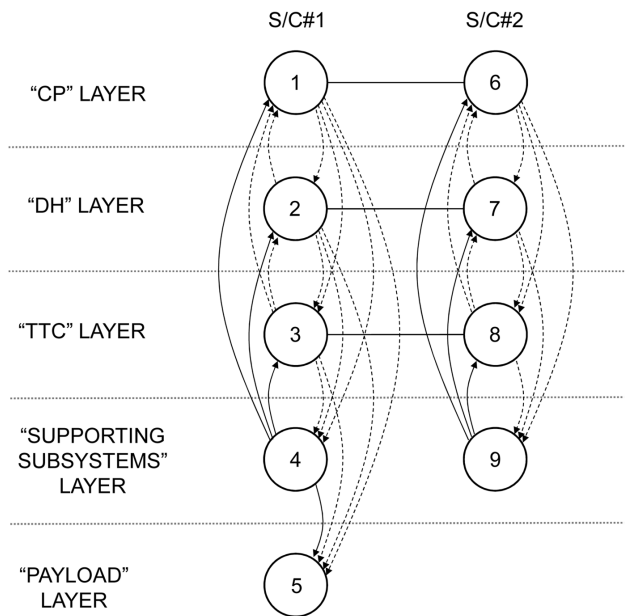 S/C#1 S/C#2
“CP” LAYER 1 6
“DH” LAYER 2 7
“TTC” LAYER 3 8
“SUPPORTING
SUBSYSTEMS”
LAYER
4 9
“PAYLOAD”
LAYER
5